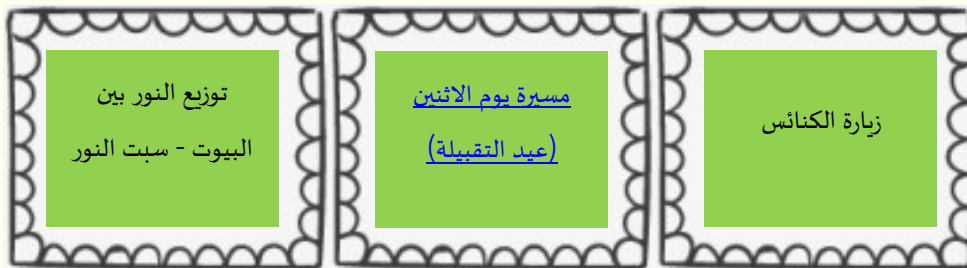 زيارة الكنائس
مسيرة يوم الاثنين
(عيد التقبيلة)
توزيع النور بين
البيوت - سبت النور